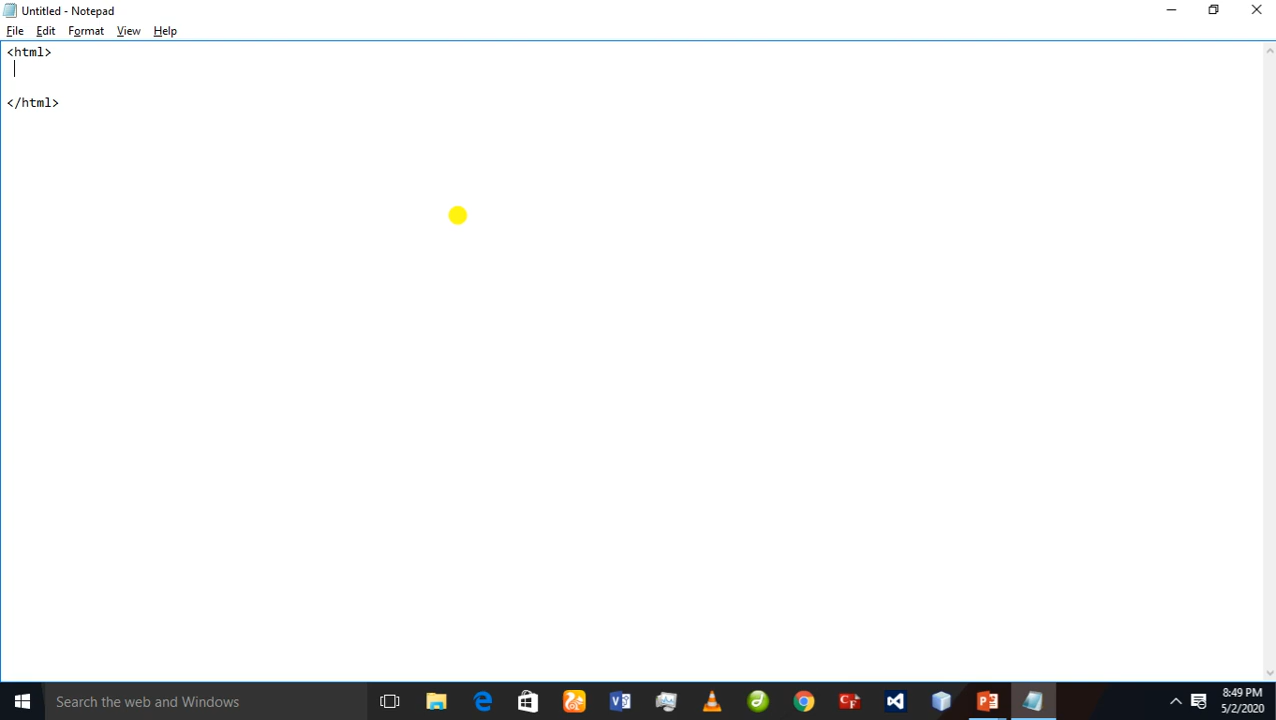 Untitled - Notepad
File Edit Format View Help
<html>
</html>
Search the web and Windows
8:49 PM
5/2/2020